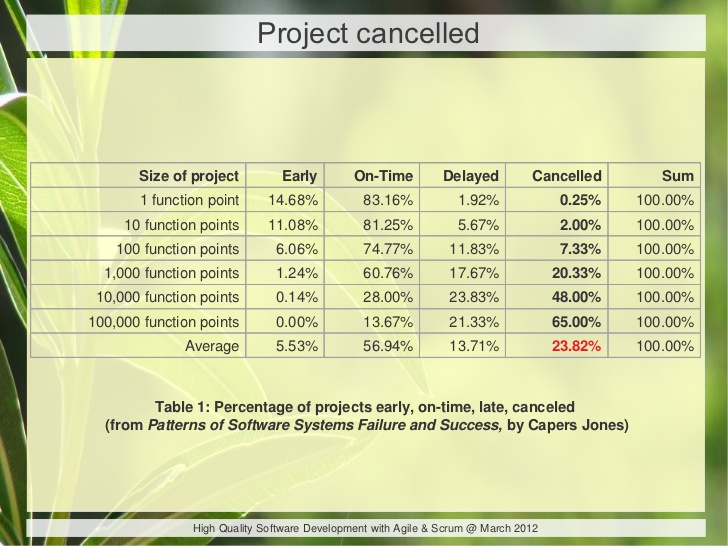 Project cancelled
Size of project Early On-Time Delayed Cancelled Sum
1 function point 14.68% 83.16% 1.92% 0.25% 100.00%
10 function points 11.08% 81.25% 5.67% 2.00% 100.00%
100 function points 6.06% 74.77% 11.83% 7.33% 100.00%
1,000 function points 1.24% 60.76% 17.67% 20.33% 100.00%
10,000 function points 0.14% 28.00% 23.83% 48.00% 100.00%
100,000 function points 0.00% 13.67% 21.33% 65.00% 100.00%
Average 5.53% 56.94% 13.71% 23.82% 100.00%
Table 1: Percentage of projects early, on-time, late, canceled
(from Patterns of Software Systems Failure and Success, by Capers Jones)
High Quality Software Development with Agile & Scrum @ March 2012